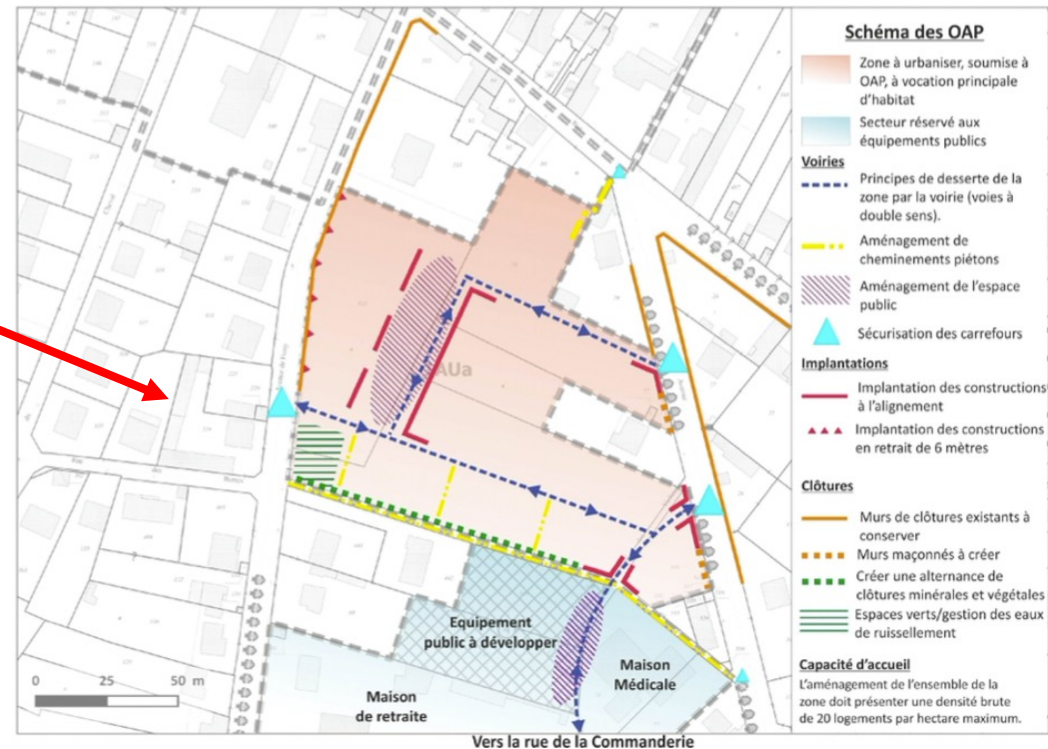 Schéma des OAP
Zone à urbaniser, soumise à
OAP, à vocation principale
d'habitat
Secteur réservé aux
équipements publics
Voiries
Principes de desserte de la
zone par la voirie (voies à
double sens).
Aménagement de
cheminements piétons
Aménagement de l'espace
public
Sécurisation des carrefours
Implantations
Implantation des constructions
à l'alignement
Implantation des constructions
en retrait de 6 mètres
Clôtures
Murs de clôtures existants à
conserver
Murs maçonnés à créer
Créer une alternance de
clôtures minérales et végétales
Espaces verts/gestion des eaux
de ruissellement
Capacité d'accueil
L'aménagement de l'ensemble de la
zone doit présenter une densité brute
de 20 logements par hectare maximum.
AUa
Equipement
public à développer
Maison
Médicale
Maison
de retraite
0 25 50 m
Vers la rue de la Commanderie